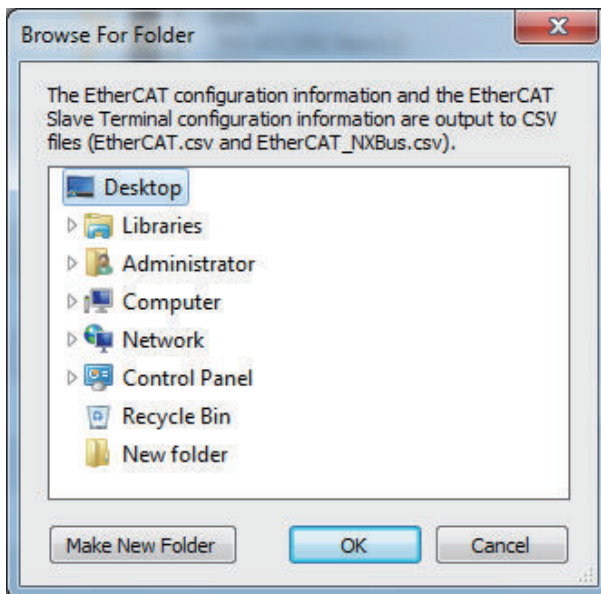 Browse For Folder
The EtherCAT configuration information and the EtherCAT
Slave Terminal configuration information are output to CSV
files (EtherCAT.csv and EtherCAT_NXBus.csv).
Desktop
Libraries
Administrator
Computer
Network
Control Panel
Recycle Bin
New folder
Make New Folder OK Cancel